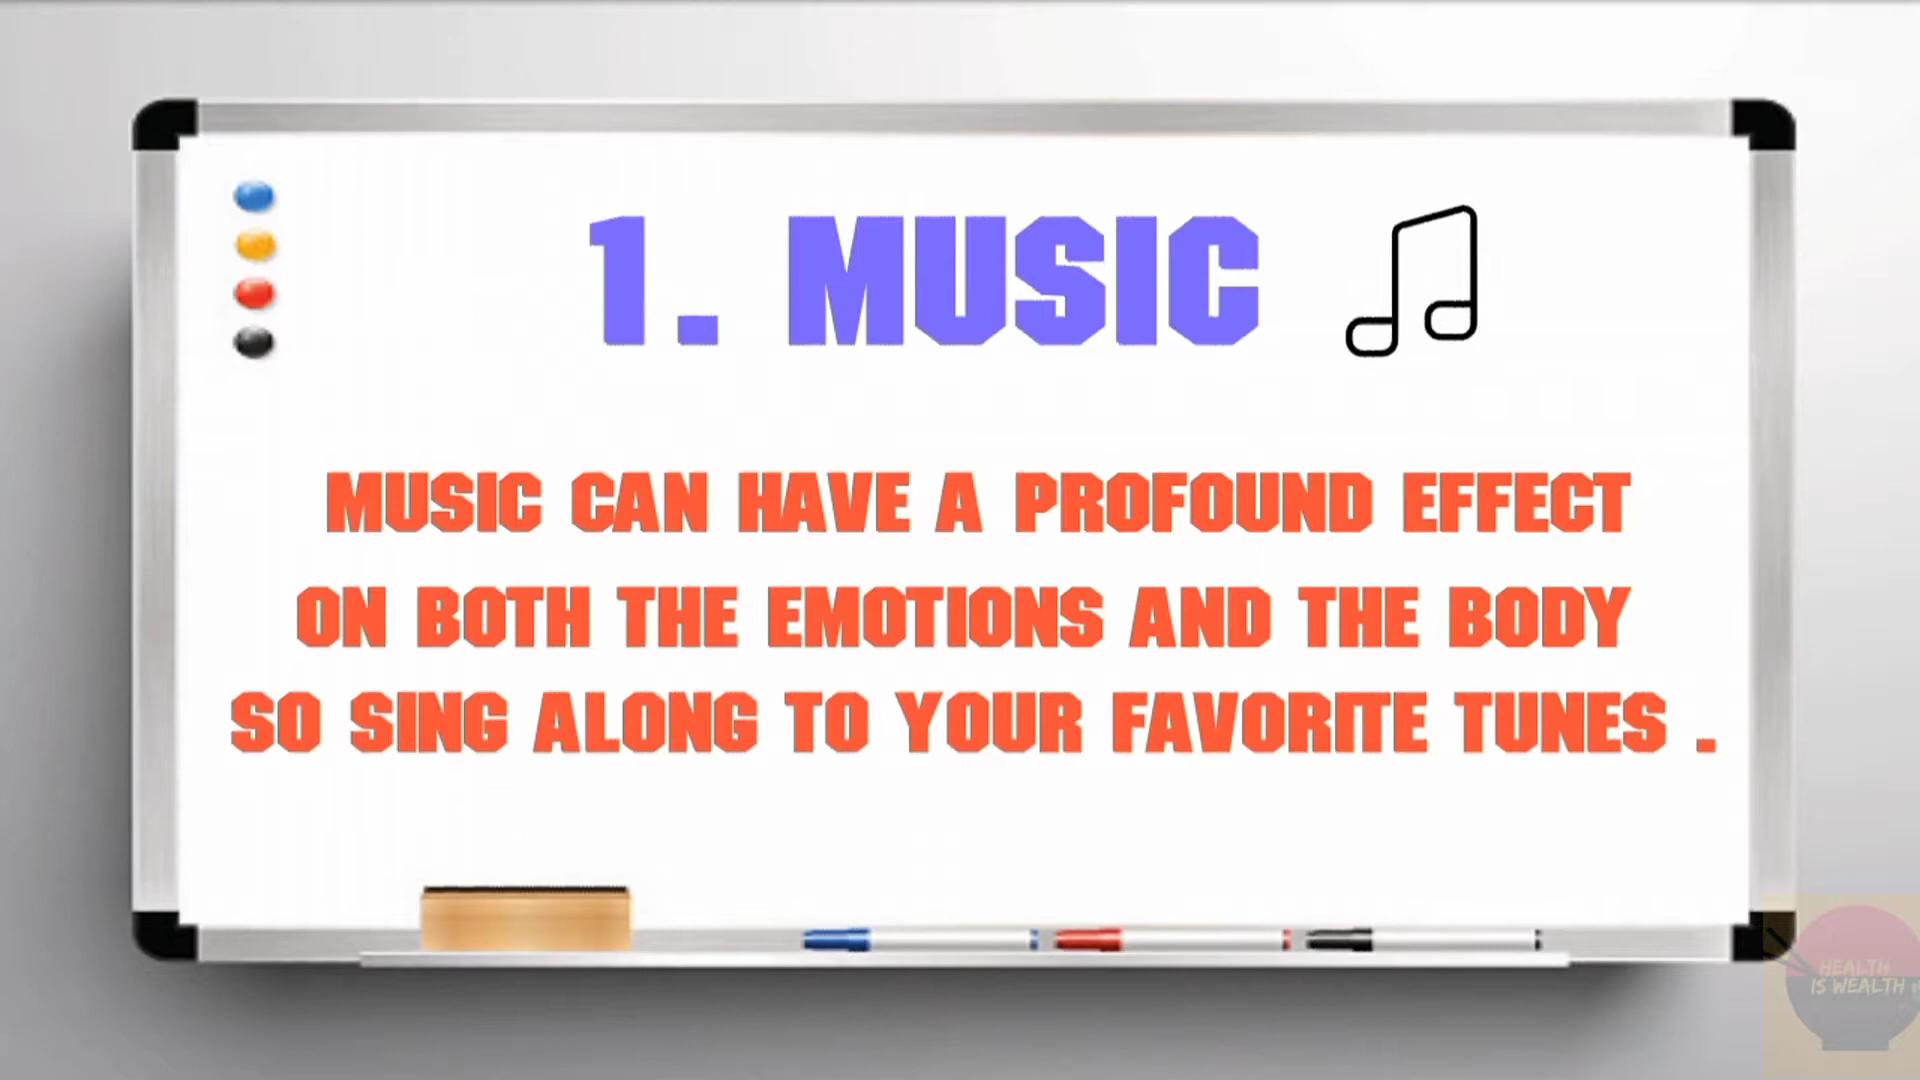 1. MUSIC
MUSIC CAN HAVE A PROFOUND EFFECT
ON BOTH THE EMOTIONS AND THE BODY
SO SING ALONG TO YOUR FAVORITE TUNES .
HEALTH
IS WEALTH